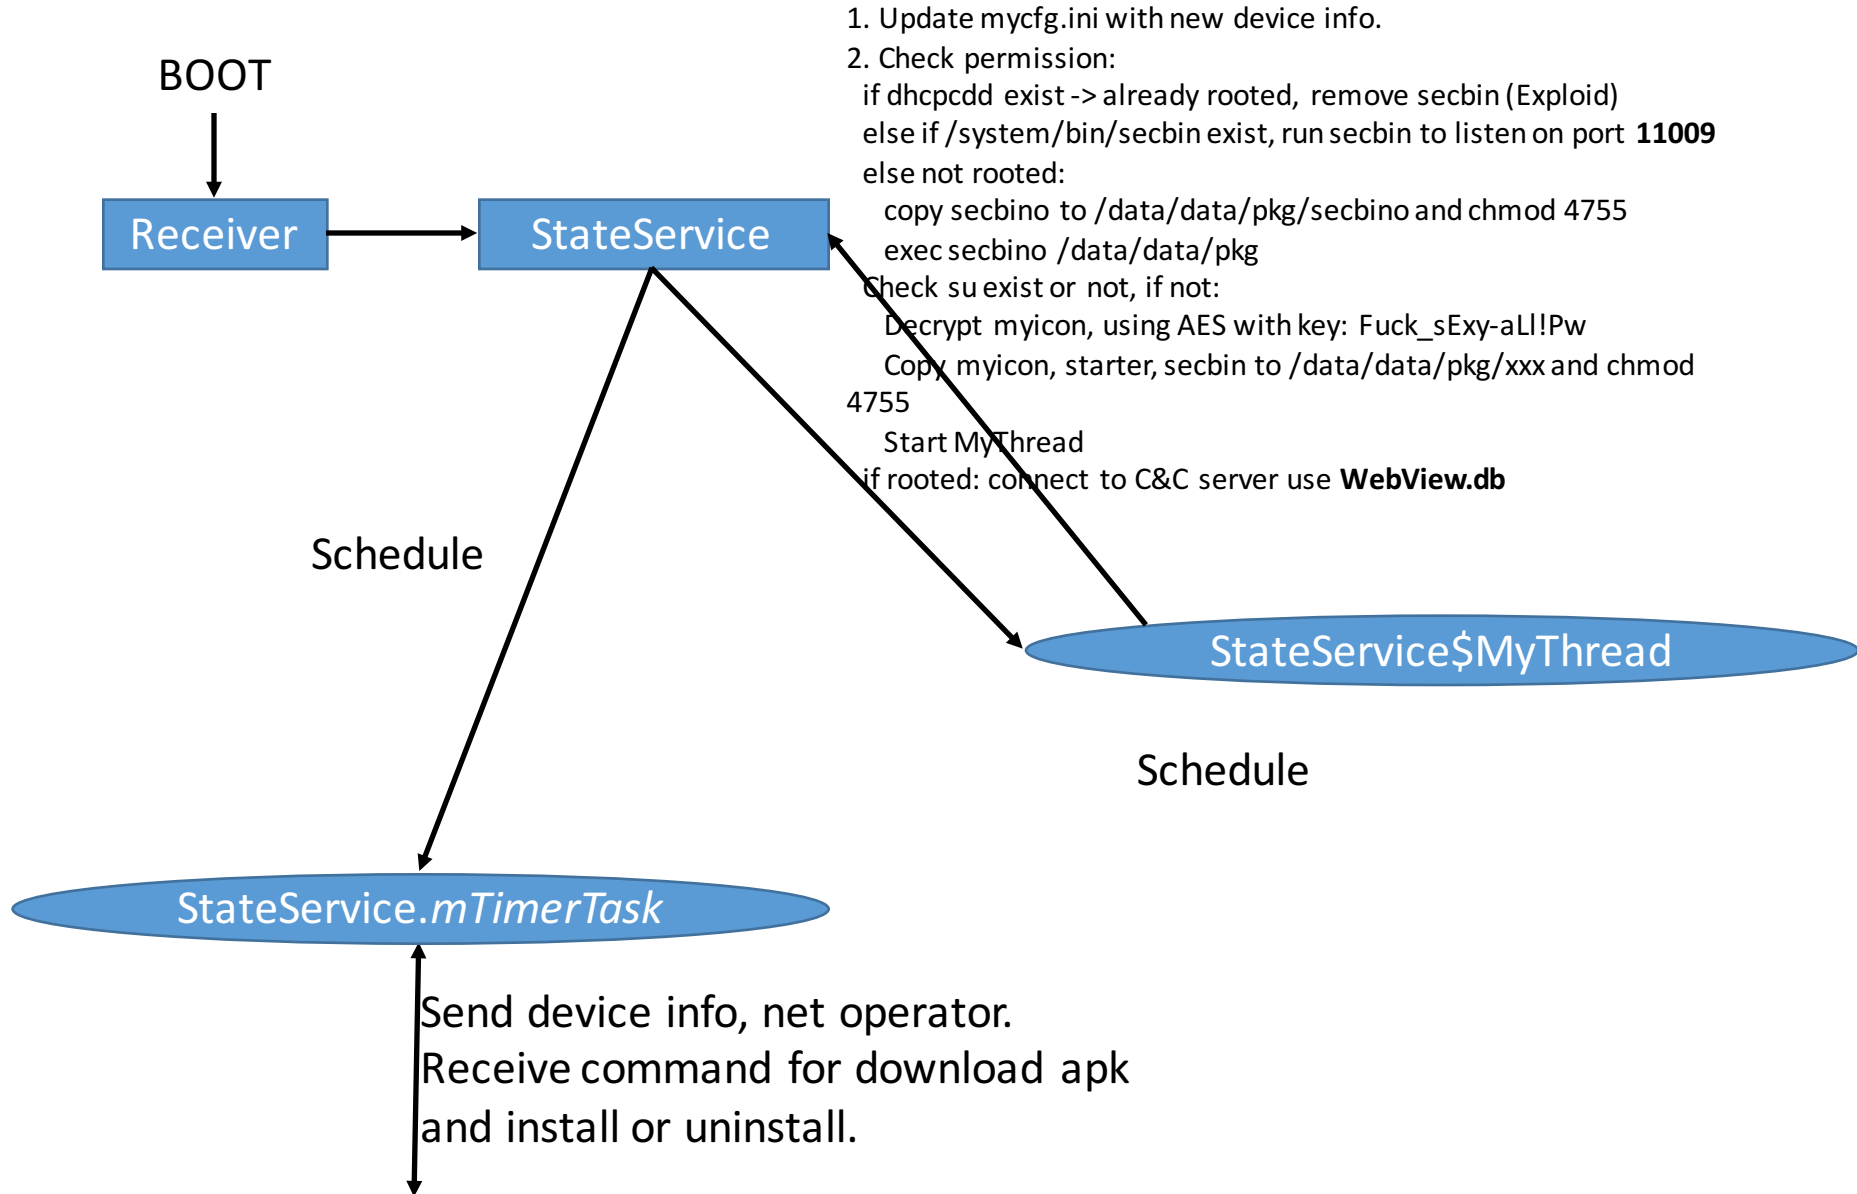 1. Update mycfg.ini with new device info.
2. Check permission:
if dhcpcdd exist -> already rooted, remove secbin (Exploid)
else if /system/bin/secbin exist, run secbin to listen on port 11009
else not rooted:
copy secbino to /data/data/pkg/secbino and chmod 4755
exec secbino /data/data/pkg
Check su exist or not, if not:
Decrypt myicon, using AES with key: Fuck_sExy-aLl!Pw
Copy myicon, starter, secbin to /data/data/pkg/xxx and chmod
4755
Start MyThread
if rooted: connect to C&C server use WebView.db
BOOT
Receiver
StateService
Schedule
StateService$MyThread
Schedule
StateService.mTimerTask
Send device info, net operator.
Receive command for download apk
and install or uninstall.